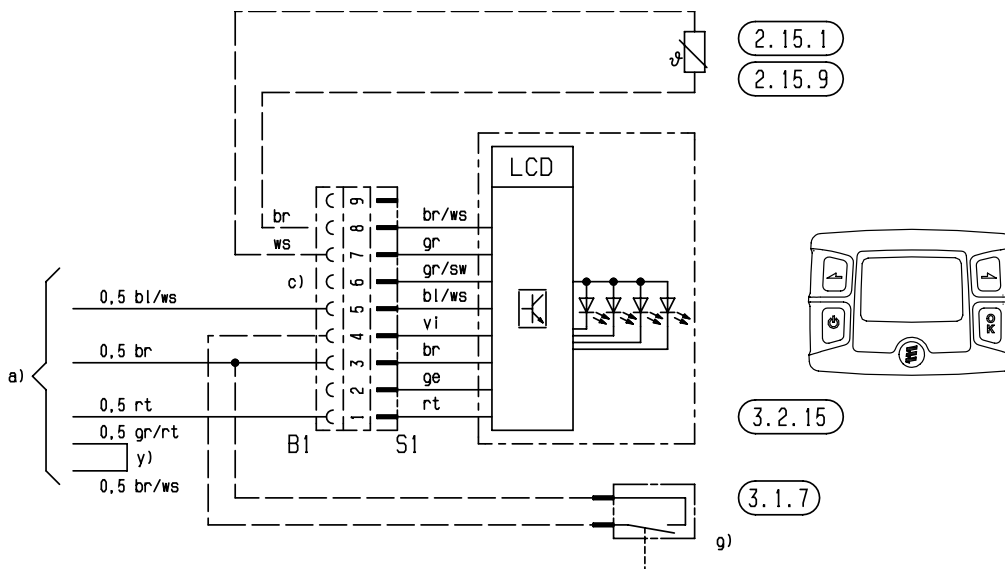 2.15.1
ϑ
2.15.9
LCD
9
br
8
br/ws
ws
7
gr
c)
6
gr/sw
0,5 bl/ws
5
bl/ws
4
vi
0,5 br
3
br
a)
2
ge
0,5 rt
1
rt
0,5 gr/rt
B1
S1
y)
0,5 br/ws
OK
3.2.15
3.1.7
g)